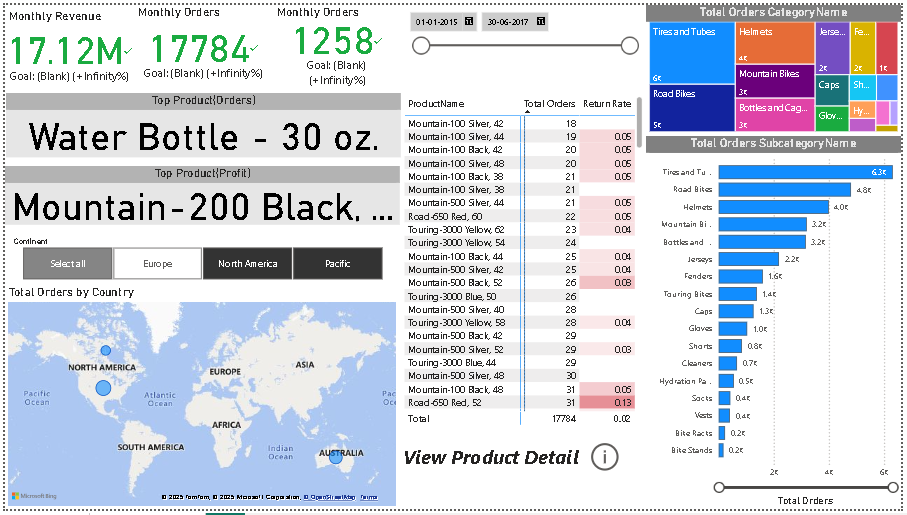 Monthly Revenue
17.12M✓
Goal: (Blank) (+Infinity%)
Monthly Orders
17784✓
Goal: (Blank) (+Infinity%)
Monthly Orders
1258✓
Goal: (Blank)
(+Infinity%)
Top Product(Orders)
Water Bottle - 30 oz.
Top Product(Profit)
Mountain-200 Black, ...
Continent
Select all
Europe
North America
Pacific
Total Orders by Country
NORTH AMERICA
EUROPE
ASIA
Pacific
Ocean
Atlantic
Ocean
Pacific
Ocean
AFRICA
SOUTH AMERICA
Indian
Ocean
AUSTRALIA
Microsoft Bing
© 2025 TomTom, © 2025 Microsoft Corporation, © OpenStreetMap Terms
01-01-2015
30-06-2017
ProductName Total Orders Return Rate
Mountain-100 Silver, 42 18
Mountain-100 Silver, 44 19 0.05
Mountain-100 Black, 42 20 0.05
Mountain-100 Silver, 48 20 0.05
Mountain-100 Black, 38 21 0.05
Mountain-100 Silver, 38 21
Mountain-500 Silver, 44 21 0.05
Road-650 Red, 60 22 0.05
Touring-3000 Yellow, 62 23 0.04
Touring-3000 Yellow, 54 24
Mountain-100 Black, 44 25 0.04
Mountain-500 Silver, 42 25 0.04
Mountain-500 Black, 52 26 0.08
Touring-3000 Blue, 50 26
Mountain-500 Silver, 40 28
Touring-3000 Yellow, 58 28 0.04
Mountain-500 Black, 42 29
Mountain-500 Silver, 52 29 0.03
Touring-3000 Blue, 44 29
Mountain-500 Silver, 48 30
Mountain-100 Black, 48 31 0.06
Road-650 Red, 52 31 0.13
Total 17784 0.02
View Product Detail i
Total Orders CategoryName
Tires and Tubes
6K
Road Bikes
5K
Helmets
4K
Mountain Bikes
3K
Bottles and Cag...
3K
Jerse...
2K
Caps
Glov...
Fe...
2K
Sh...
Hy...
1K
Total Orders SubcategoryName
Tires and Tu... 6.3K
Road Bikes 4.8K
Helmets 4.0K
Mountain Bi... 3.2K
Bottles and ... 3.2K
Jerseys 2.2K
Fenders 1.6K
Touring Bikes 1.4K
Caps 1.3K
Gloves 1.0K
Shorts 0.8K
Cleaners 0.7K
Hydration Pa... 0.5K
Socks 0.4K
Vests 0.4K
Bike Racks 0.2K
Bike Stands 0.2K
2K 4K 6K
Total Orders